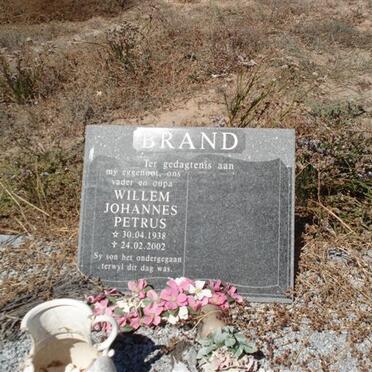 BRAND
Ter gedagtenis aan
my eggenoot, ons
vader en oupa
WILLEM
JOHANNES
PETRUS
☆ 30.04.1938
✝ 24.02.2002
Sy son het ondergegaan
terwyl dit dag was.